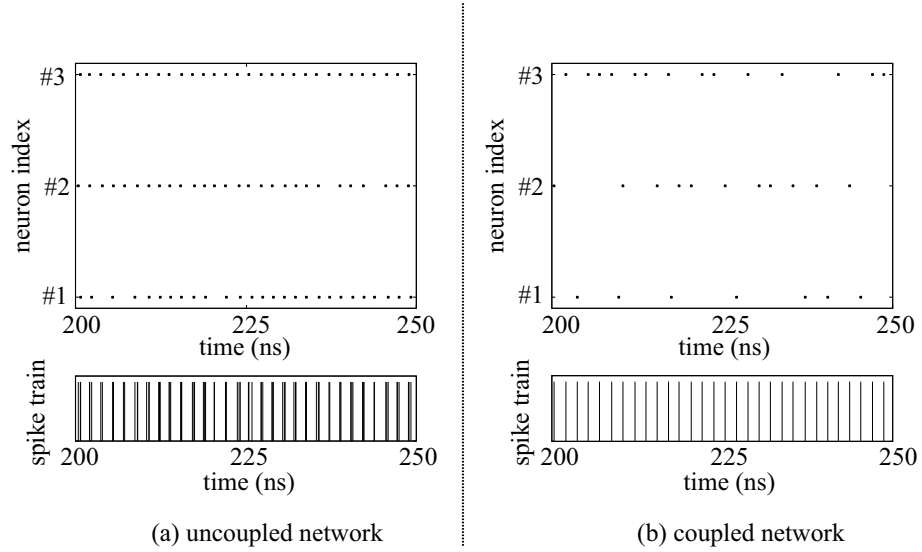 neuron index
#3
#2
#1
200 225 250
time (ns)
spike train
200 225 250
time (ns)
(a) uncoupled network
neuron index
#3
#2
#1
200 225 250
time (ns)
spike train
200 225 250
time (ns)
(b) coupled network